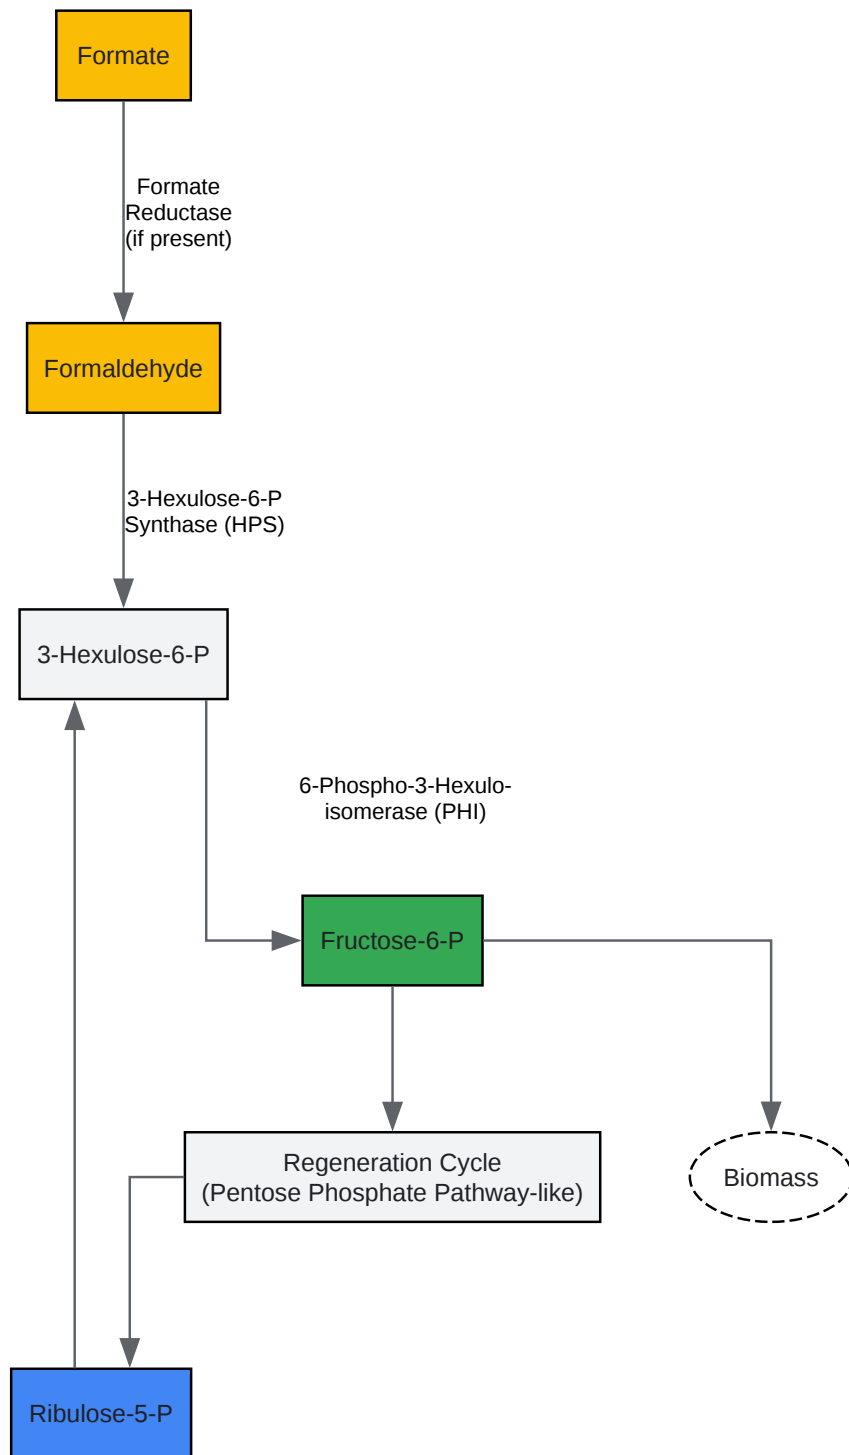 Formate
Formate
Reductase
(if present)
Formaldehyde
3-Hexulose-6-P
Synthase (HPS)
3-Hexulose-6-P
6-Phospho-3-Hexulo-
isomerase (PHI)
Fructose-6-P
Regeneration Cycle
(Pentose Phosphate Pathway-like)
Biomass
Ribulose-5-P